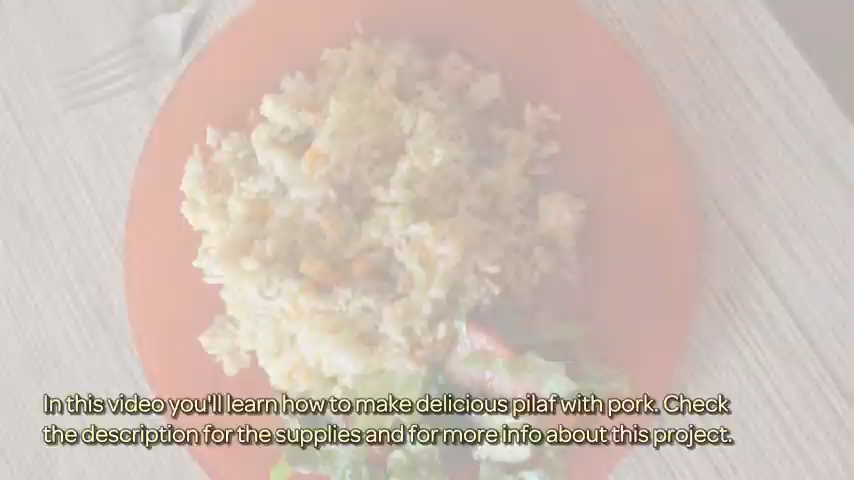 In this video you'll learn how to make delicious pilaf with pork. Check
the description for the supplies and for more info about this project.